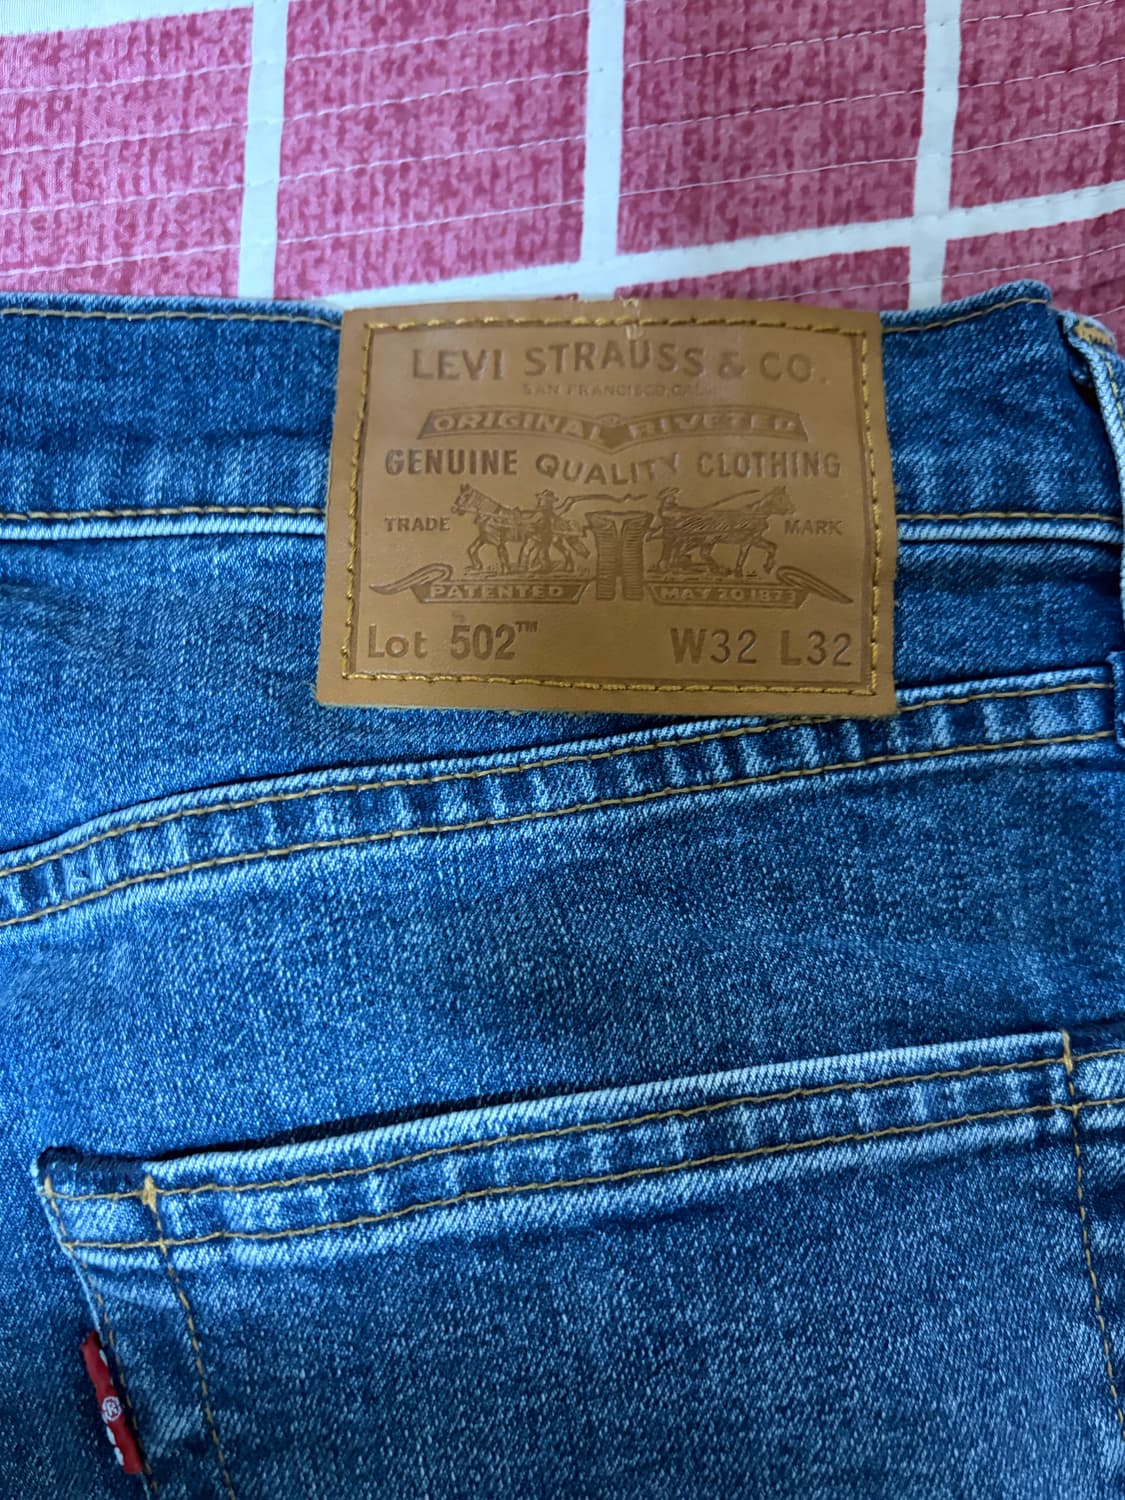 LEVI STRAUSS & CO.
SAN FRANCISCO, CAL.
ORIGINAL RIVETED
GENUINE QUALITY CLOTHING
TRADE MARK
PATENTED MAY 20 1873
Lot 502™ W32 L32
®